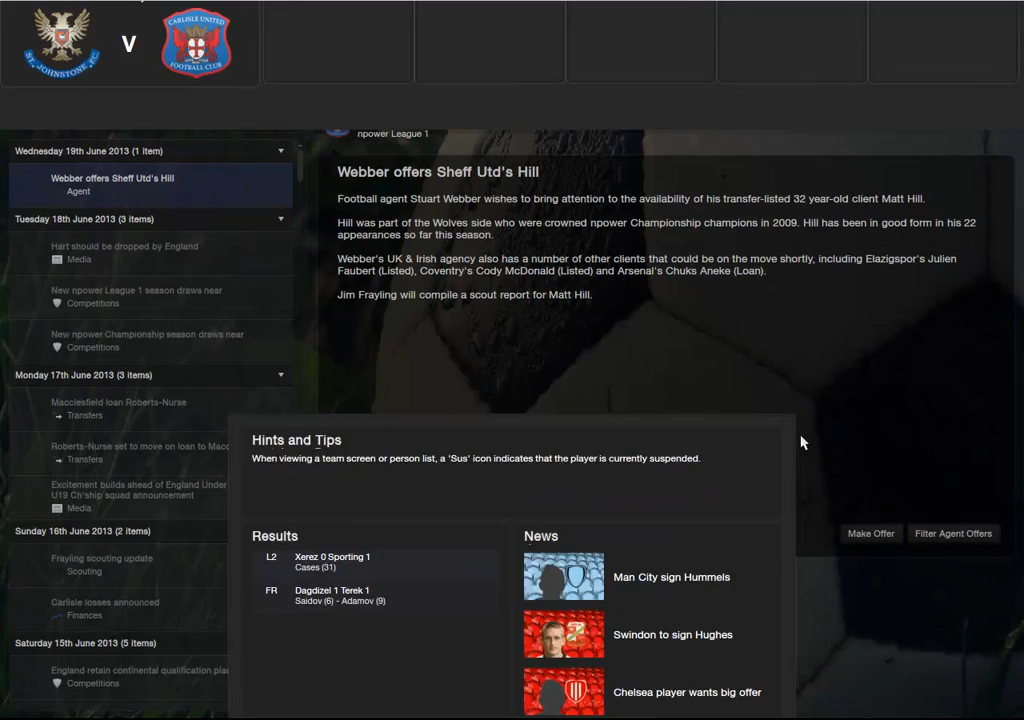 ST. JOHNSTONE F.C.
V
CARLISLE UNITED
FOOTBALL CLUB
npower League 1
Wednesday 19th June 2013 (1 item)
Webber offers Sheff Utd's Hill
Agent
Tuesday 18th June 2013 (3 items)
Hart should be dropped by England
Media
New npower League 1 season draws near
Competitions
New npower Championship season draws near
Competitions
Monday 17th June 2013 (3 items)
Macclesfield loan Roberts-Nurse
Transfers
Roberts-Nurse set to move on loan to Macc
Transfers
Excitement builds ahead of England Under
U19 Ch'ship squad announcement
Media
Sunday 16th June 2013 (2 items)
Frayling scouting update
Scouting
Carlisle losses announced
Finances
Saturday 15th June 2013 (5 items)
England retain continental qualification plac
Competitions
Webber offers Sheff Utd's Hill
Football agent Stuart Webber wishes to bring attention to the availability of his transfer-listed 32 year-old client Matt Hill.
Hill was part of the Wolves side who were crowned npower Championship champions in 2009. Hill has been in good form in his 22
appearances so far this season.
Webber's UK & Irish agency also has a number of other clients that could be on the move shortly, including Elazigspor's Julien
Faubert (Listed), Coventry's Cody McDonald (Listed) and Arsenal's Chuks Aneke (Loan).
Jim Frayling will compile a scout report for Matt Hill.
Make Offer
Filter Agent Offers
Hints and Tips
When viewing a team screen or person list, a 'Sus' icon indicates that the player is currently suspended.
Results
L2 Xerez 0 Sporting 1
Cases (31)
FR Dagdizel 1 Terek 1
Saidov (6) - Adamov (9)
News
Man City sign Hummels
Swindon to sign Hughes
Chelsea player wants big offer